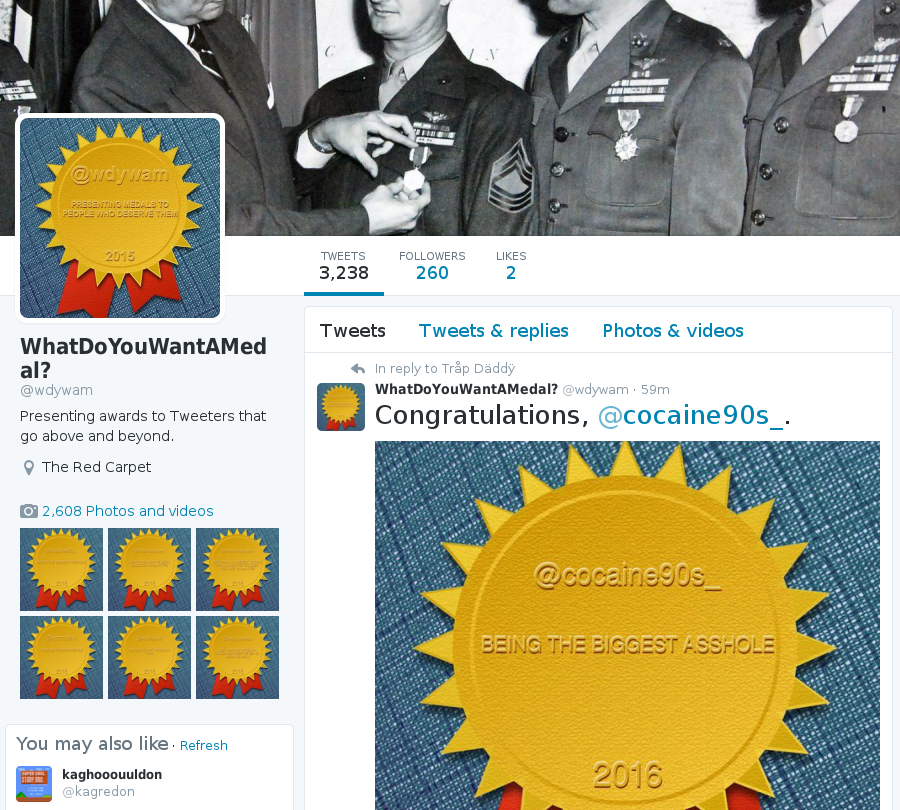 @wdywam
PRESENTING MEDALS TO
PEOPLE WHO DESERVE THEM
2015
TWEETS
FOLLOWERS
LIKES
3,238
260
2
WhatDoYouWantAMed
al?
@wdywam
Presenting awards to Tweeters that
go above and beyond.
The Red Carpet
2,608 Photos and videos
You may also like · Refresh
kaghooouuldon
@kagredon
Tweets
Tweets & replies
Photos & videos
In reply to Tråp Däddÿ
WhatDoYouWantAMedal? @wdywam · 59m
Congratulations, @cocaine90s_.
@cocaine90s_
BEING THE BIGGEST ASSHOLE
2016